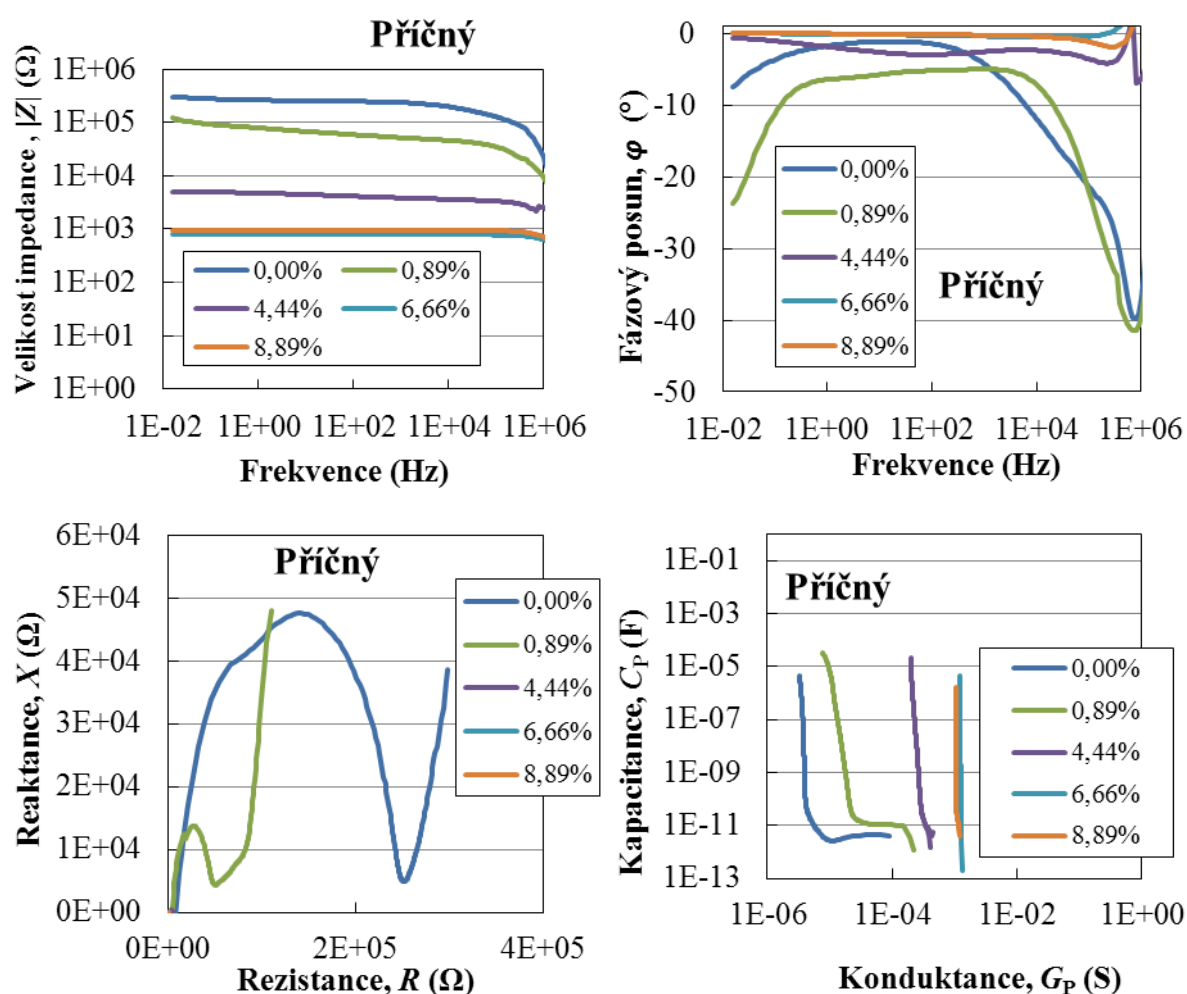 Příčný
Velikost impedance , |Z| (Ω)
1E+06
1E+05
1E+04
1E+03
1E+02
1E+01
1E+00
0,00%
0,89%
4,44%
6,66%
8,89%
1E-02 1E+00 1E+02 1E+04 1E+06
Frekvence (Hz)
Fázový posun, φ (°)
0
-10
-20
-30
-40
-50
0,00%
0,89%
4,44%
6,66%
8,89%
Příčný
1E-02 1E+00 1E+02 1E+04 1E+06
Frekvence (Hz)
Reaktance, X (Ω)
6E+04
5E+04
4E+04
3E+04
2E+04
1E+04
0E+00
Příčný
0,00%
0,89%
4,44%
6,66%
8,89%
0E+00 2E+05 4E+05
Rezistance, R (Ω)
Kapacitance, CP (F)
1E-01
1E-03
1E-05
1E-07
1E-09
1E-11
1E-13
Příčný
0,00%
0,89%
4,44%
6,66%
8,89%
1E-06 1E-04 1E-02 1E+00
Konduktance, GP (S)